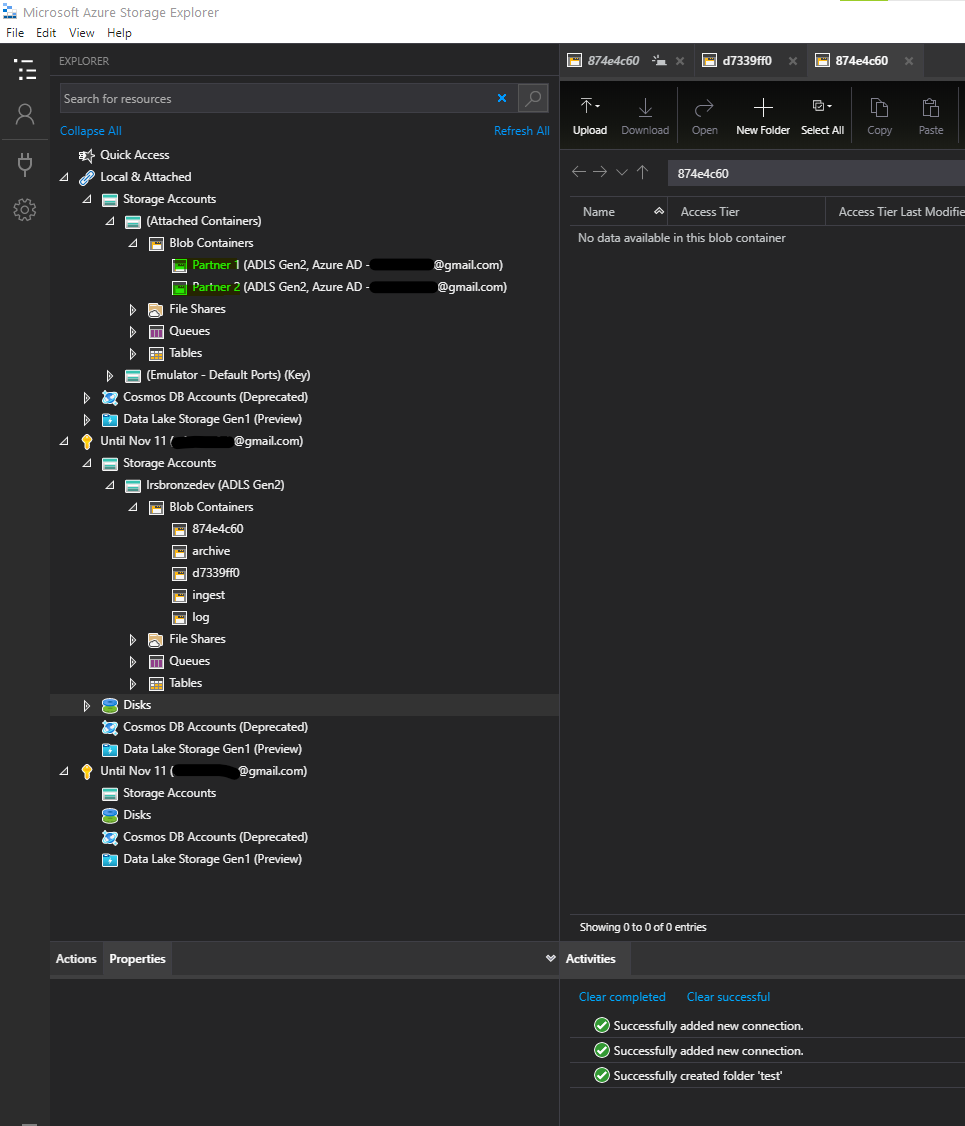 Microsoft Azure Storage Explorer
File Edit View Help
EXPLORER
Search for resources
Collapse All Refresh All
Quick Access
Local & Attached
Storage Accounts
(Attached Containers)
Blob Containers
Partner 1 (ADLS Gen2, Azure AD - @gmail.com)
Partner 2 (ADLS Gen2, Azure AD - @gmail.com)
File Shares
Queues
Tables
(Emulator - Default Ports) (Key)
Cosmos DB Accounts (Deprecated)
Data Lake Storage Gen1 (Preview)
Until Nov 11 ( @gmail.com)
Storage Accounts
lrsbronzedev (ADLS Gen2)
Blob Containers
874e4c60
archive
d7339ff0
ingest
log
File Shares
Queues
Tables
Disks
Cosmos DB Accounts (Deprecated)
Data Lake Storage Gen1 (Preview)
Until Nov 11 ( @gmail.com)
Storage Accounts
Disks
Cosmos DB Accounts (Deprecated)
Data Lake Storage Gen1 (Preview)
Actions Properties
874e4c60 d7339ff0 874e4c60
Upload Download Open New Folder Select All Copy Paste
874e4c60
Name Access Tier Access Tier Last Modifie
No data available in this blob container
Showing 0 to 0 of 0 entries
Activities
Clear completed Clear successful
Successfully added new connection.
Successfully added new connection.
Successfully created folder 'test'